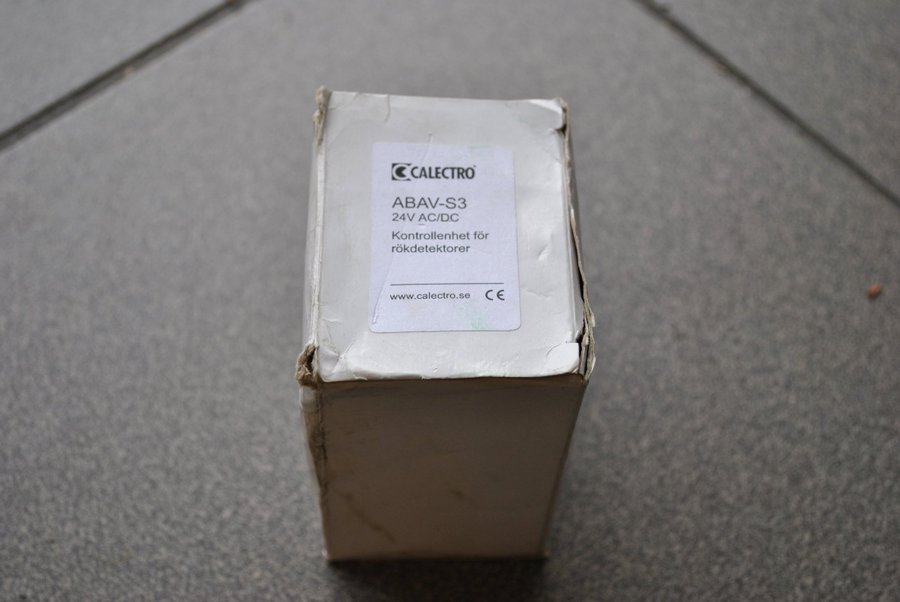 CALECTRO
ABAV-S3
24V AC/DC
Kontrollenhet för
rökdetektorer
www.calectro.se CE